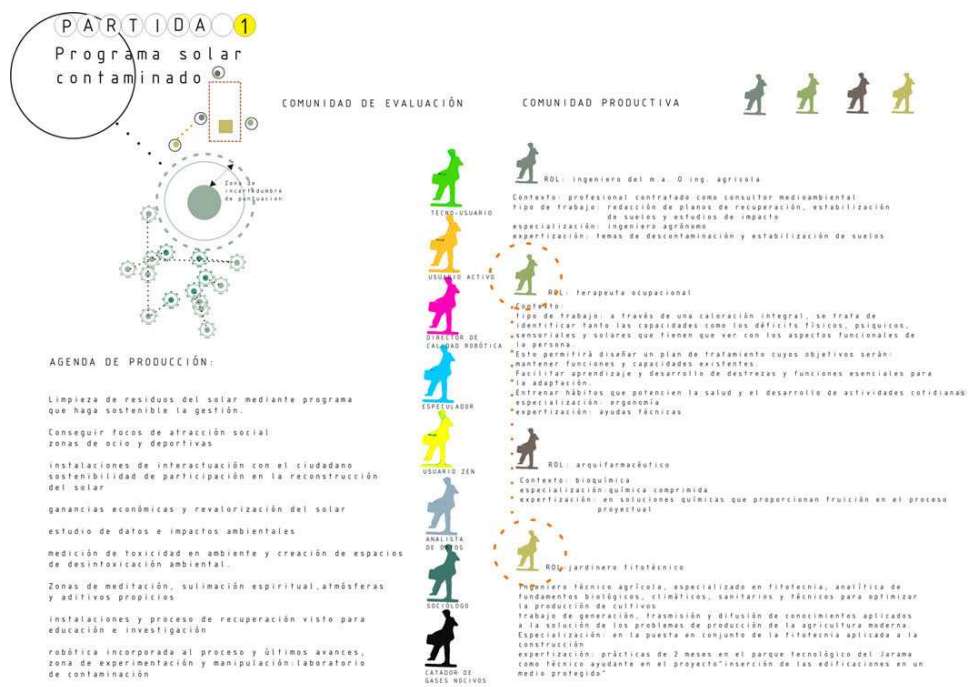 PARTIDA 1
Programa solar
contaminado
COMUNIDAD DE EVALUACIÓN
COMUNIDAD PRODUCTIVA
Zona de
incertidumbre
de puntuacion
AGENDA DE PRODUCCIÓN:
Limpieza de residuos del solar mediante programa
que haga sostenible la gestión.
Conseguir focos de atracción social
zonas de ocio y deportivas
instalaciones de interactuación con el ciudadano
sostenibilidad de participación en la reconstrucción
del solar
ganancias económicas y revalorización del solar
estudio de datos e impactos ambientales
medición de toxicidad en ambiente y creación de espacios
de desintoxicación ambiental.
Zonas de meditación, sulimación espiritual,atmósferas
y aditivos propicios
instalaciones y proceso de recuperación visto para
educación e investigación
robótica incorporada al proceso y últimos avances,
zona de experimentación y manipulación:laboratorio
de contaminación
TECNO-USUARIO
USUARIO ACTIVO
DIRECTOR DE
CALIDAD ROBÓTICA
ESPECULADOR
USUARIO ZEN
ANALISTA
DE DATOS
SOCIÓLOGO
CATADOR DE
GASES NOCIVOS
ROL: ingeniero del m.a. O ing. agricola
Contexto: profesional contratado como consultor medioambiental
tipo de trabajo: redacción de planos de recuperación, estabilización
de suelos y estudios de impacto
especialización: ingeniero agrónomo
expertización: temas de descontaminación y estabilización de suelos
ROL: terapeuta ocupacional
Contexto:
tipo de trabajo: a través de una caloración integral, se trata de
identificar tanto las capacidades como los déficits físicos, psiquicos,
sensoriales y solares que tienen que ver con los aspectos funcionales de
la persona.
Esto permitirá diseñar un plan de tratamiento cuyos objetivos serán:
mantener funciones y capacidades existentes.
Facilitar aprendizaje y desarrollo de destrezas y funciones esenciales para
la adaptación.
Entrenar hábitos que potencien la salud y el desarrollo de actividades cotidianas
especialización: ergonomía
expertización: ayudas técnicas
ROL: arquifarmacéutico
Contexto: bioquímica
especialización:química comprimida
expertización: en soluciones químicas que proporcionan fruición en el proceso
proyectual
ROL:jardinero fitotécnico
Ingeniero técnico agrícola, especializado en fitotecnia, analítica de
fundamentos biológicos, climáticos, sanitarios y técnicos para optimizar
la producción de cultivos
trabajo de generación, trasmisión y difusión de conocimientos aplicados
a la solución de los problemas de producción de la agricultura moderna.
Especialización: en la puesta en conjunto de la fitotecnia aplicada a la
construcción
expertización: prácticas de 2 meses en el parque tecnológico del Jarama
como técnico ayudante en el proyecto"inserción de las edificaciones en un
medio protegido"